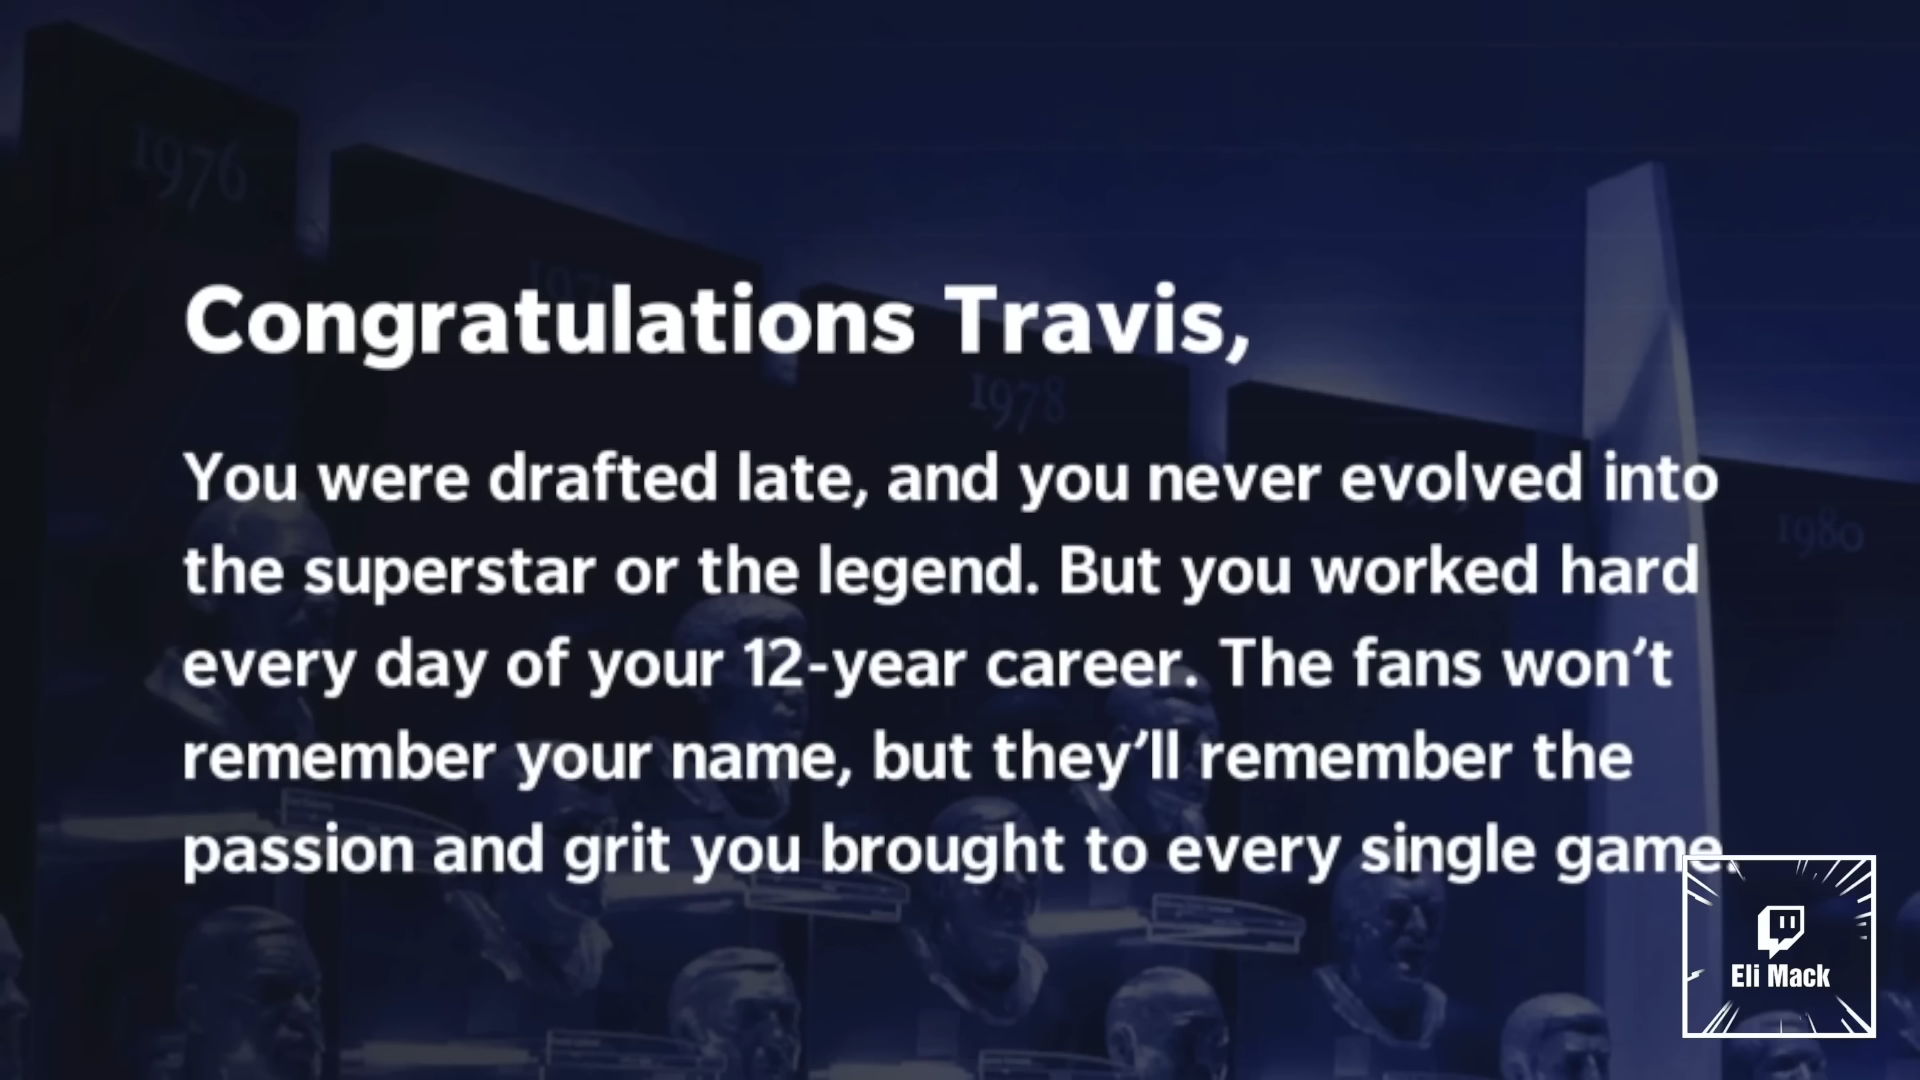 1976
1978
1980
Congratulations Travis,
You were drafted late, and you never evolved into
the superstar or the legend. But you worked hard
every day of your 12-year career. The fans won’t
remember your name, but they’ll remember the
passion and grit you brought to every single game.
Eli Mack